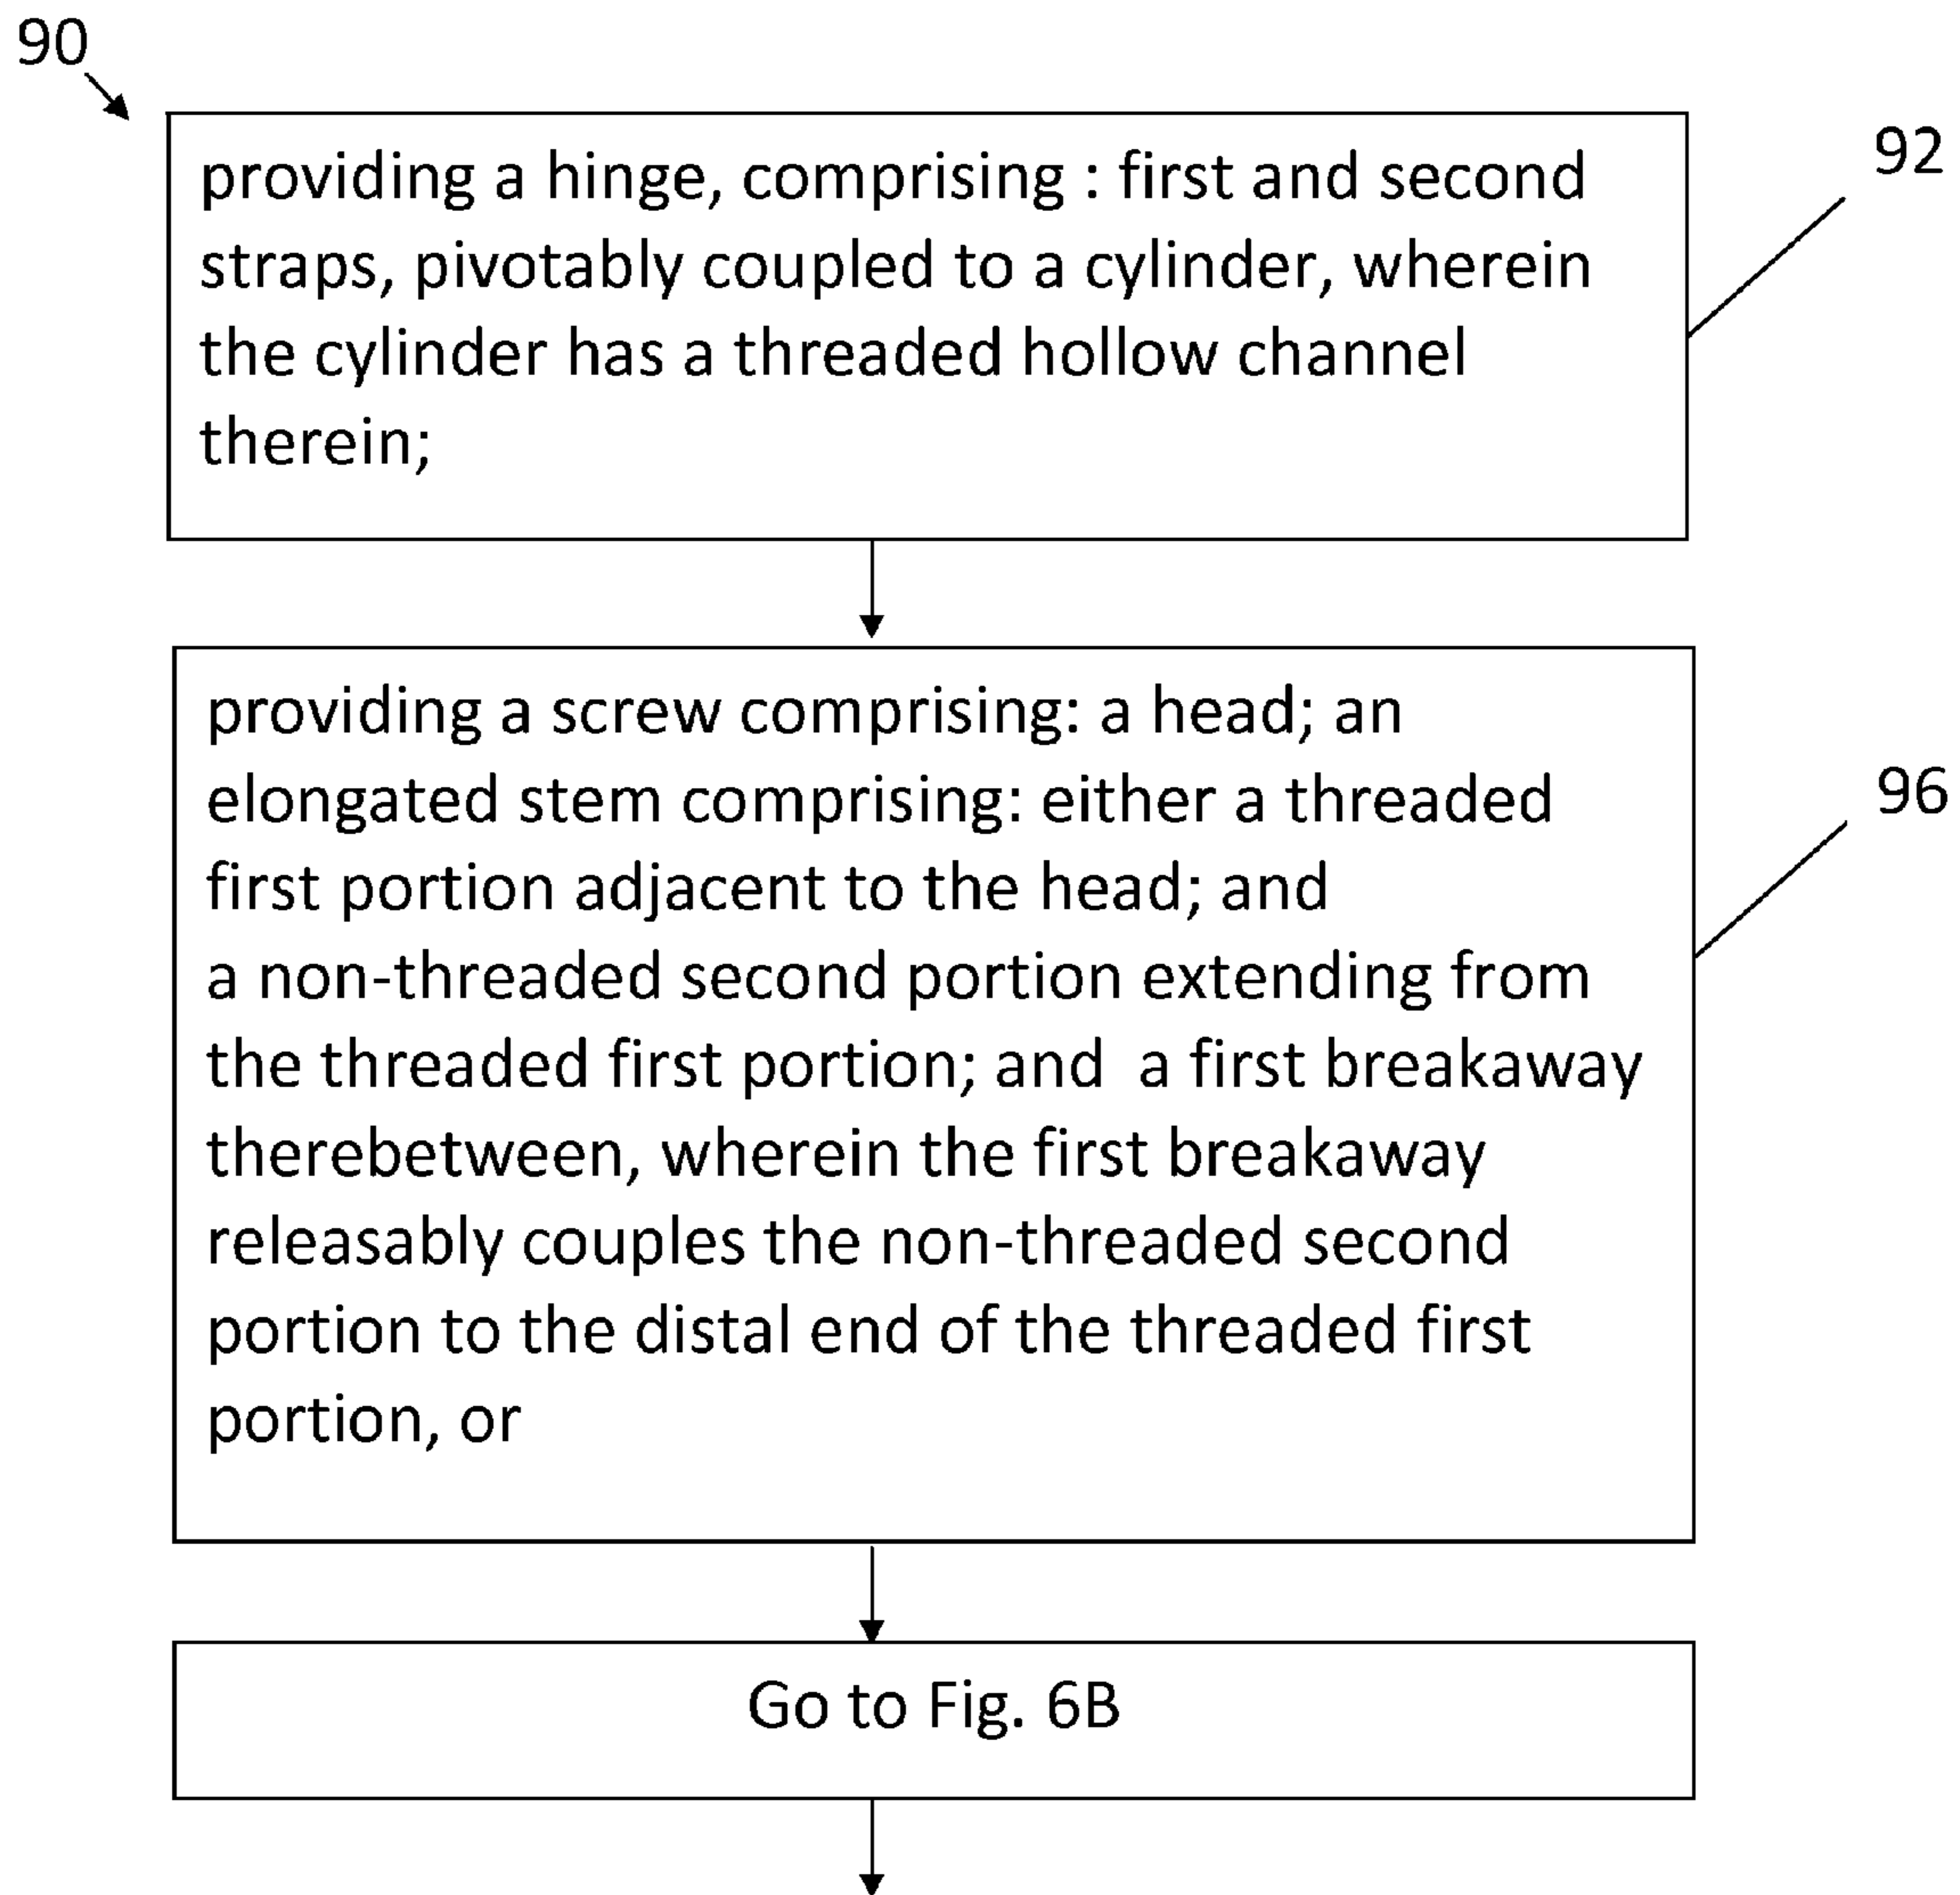 90
providing a hinge, comprising : first and second
92
straps, pivotably coupled to a cylinder, wherein
the cylinder has a threaded hollow channel
therein;
providing a screw comprising: a head; an
96
elongated stem comprising: either a threaded
first portion adjacent to the head; and
a non-threaded second portion extending from
the threaded first portion; and  a first breakaway
therebetween, wherein the first breakaway
releasably couples the non-threaded second
portion to the distal end of the threaded first
portion, or
Go to Fig. 6B